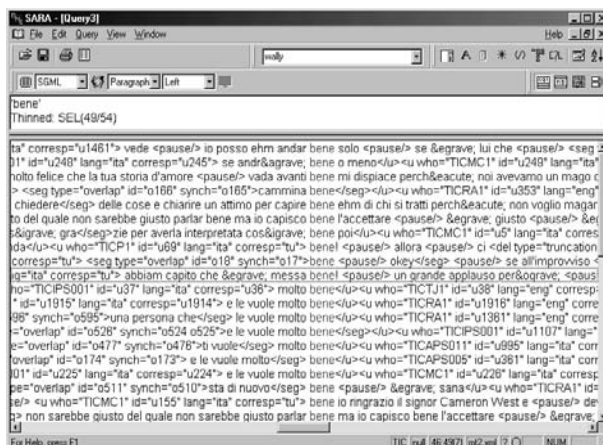 SARA - [Query3]
File Edit Query View Window Help
wally
SGML Paragraph Left
'bene'
Thinned: SEL(49/54)
ita" corresp="u1461"> vede <pause/> io posso ehm andar bene solo <pause/> se &egrave; lui che <pause/> <seg
01" id="u248" lang="ita" corresp="u245"> se andr&agrave; bene o meno</u><u who="TICMC1" id="u249" lang="ita"
molto felice che la tua storia d'amore <pause/> vada avanti bene mi dispiace perch&eacute; noi avevamo un mago c
> <seg type="overlap" id="o166" synch="o165">cammina bene</seg></u><u who="TICRA1" id="u353" lang="eng"
chiedere</seg> delle cose e chiarire un attimo per capire bene ehm di chi si tratti perch&eacute; non voglio magar
to del quale non sarebbe giusto parlar bene ma io capisco bene l'accettare <pause/> &egrave; giusto <pause/> &eg
s&igrave; gra</seg>zie per averla interpretata cos&igrave; bene poi</u><u who="TICMC1" id="u5" lang="ita" corresp
da</u><u who="TICP1" id="u69" lang="ita" corresp="tu"> bene! <pause/> allora <pause/> ci <del type="truncation
corresp="tu"> <seg type="overlap" id="o18" synch="o17"> bene <pause/> okey</seg> <pause/> se all'improvviso <
g="ita" corresp="tu"> abbiam capito che &egrave; messa bene! <pause/> un grande applauso per&ograve; <paus
ho="TICIPS001" id="u37" lang="ita" corresp="u36"> molto bene</u><u who="TICTJ1" id="u38" lang="eng" corresp=
" id="u1915" lang="ita" corresp="u1914"> e le vuole molto bene</u><u who="TICRA1" id="u1916" lang="eng" corre
96" synch="o595">una persona che</seg> e le vuole molto bene</u><u who="TICRA1" id="u1361" lang="eng" corre
="overlap" id="o526" synch="o524 o525">e le vuole molto bene</seg></u><u who="TICIPS001" id="u1107" lang="
e="overlap" id="o477" synch="o476">ti vuole</seg> molto bene</u><u who="TICAPS011" id="u995" lang="ita" corr
"overlap" id="o174" synch="o173"> e le vuole molto</seg> bene</u><u who="TICAPS005" id="u361" lang="ita" corr
01" id="u225" lang="ita" corresp="u224"> e le vuole molto bene</u><u who="TICMC1" id="u226" lang="ita" corresp
pe="overlap" id="o511" synch="o510">sta di nuovo</seg> bene <pause/> &egrave; sana</u><u who="TICRA1" id=
se/> <u who="TICMC1" id="u155" lang="ita" corresp="tu"> bene io ringrazio il signor Cameron West e <pause/> de
g> non sarebbe giusto del quale non sarebbe giusto parlar bene ma io capisco bene l'accettare <pause/> &egrave;
For Help, press F1 TIC null 46:49(7) int2.xml ? 0 NUM